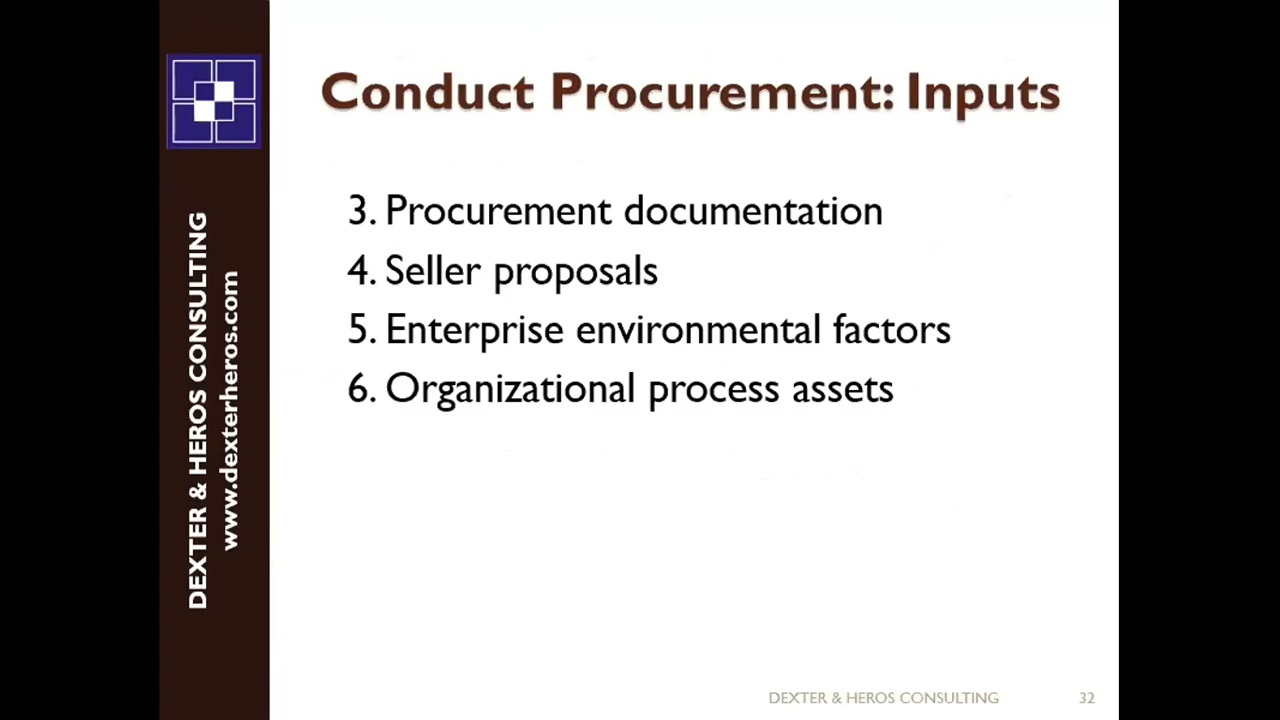 Conduct Procurement: Inputs
3. Procurement documentation
4. Seller proposals
5. Enterprise environmental factors
6. Organizational process assets
DEXTER & HEROS CONSULTING
www.dexterheros.com
DEXTER & HEROS CONSULTING
32